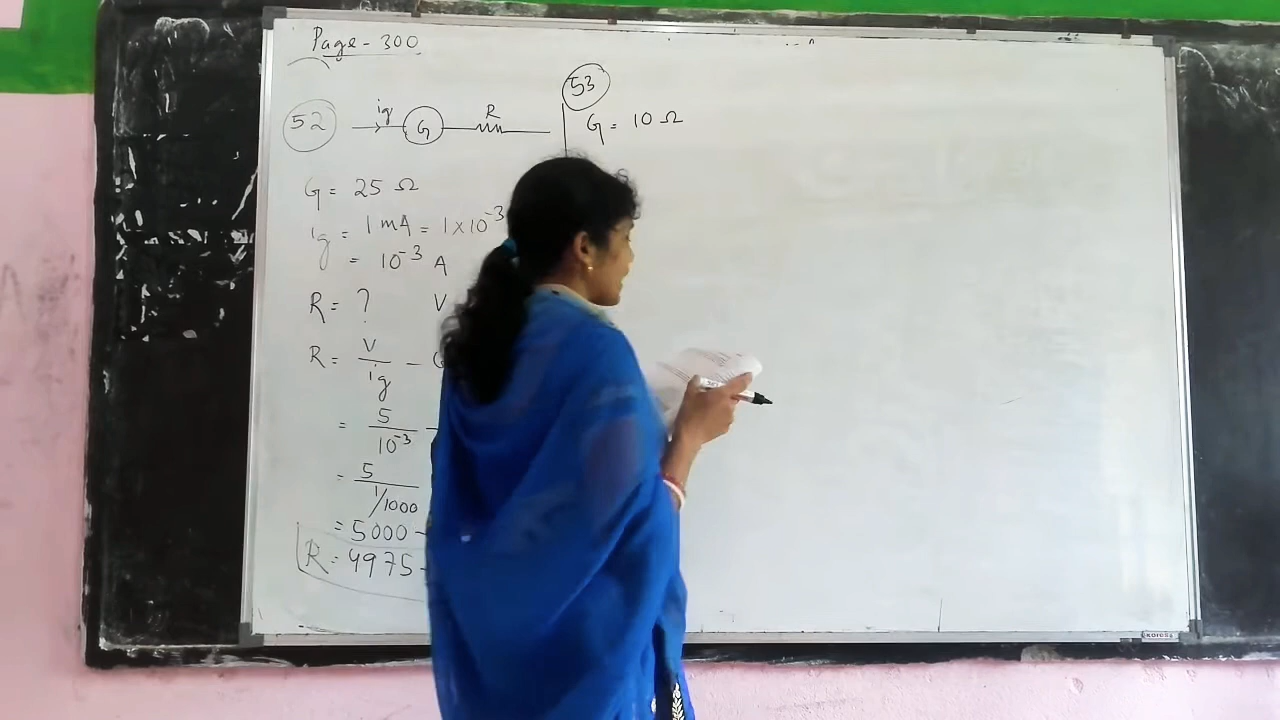 Page - 300
52
ig
G
R
G = 25 Ω
ig = 1 mA = 1 × 10⁻³
= 10⁻³ A
R = ? V
R = V/ig -
= 5/10⁻³ -
= 5/1/1000
= 5000 -
R = 4975 -
53
G = 10 Ω